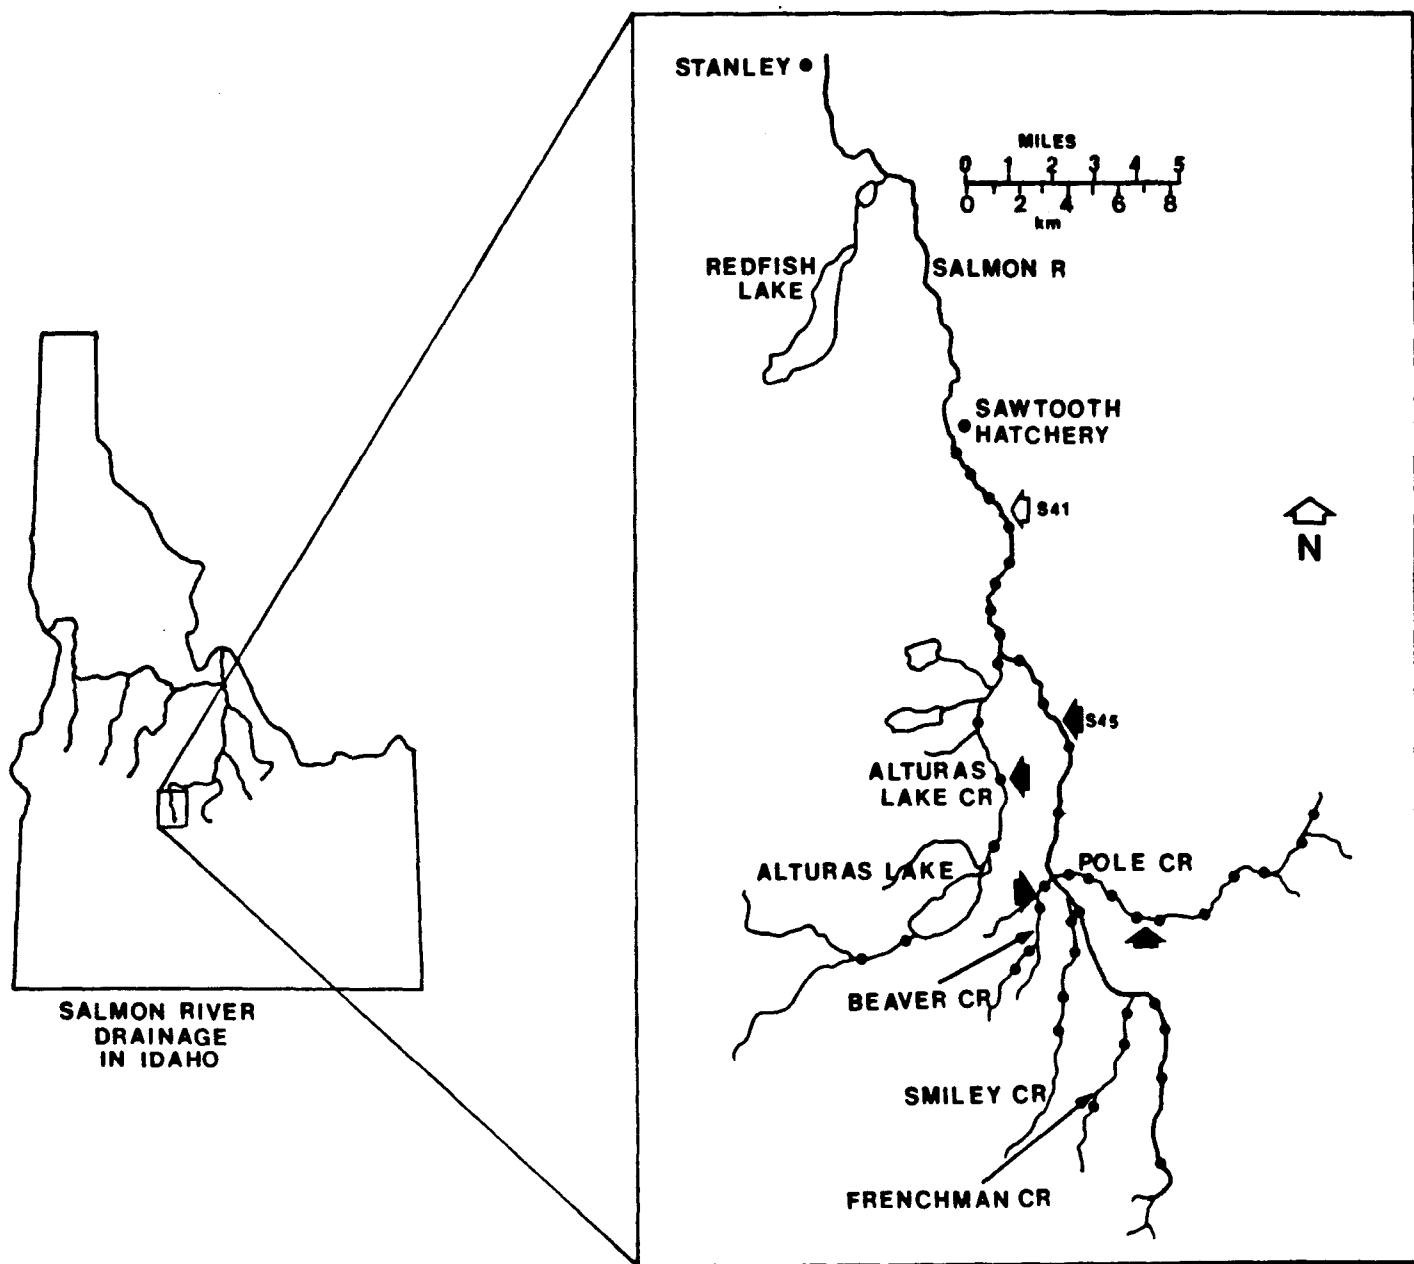 STANLEY
MILES
0 1 2 3 4 5
0 2 4 6 8
km
REDFISH
LAKE
SALMON R
SAWTOOTH
HATCHERY
S41
N
S45
ALTURAS
LAKE CR
ALTURAS LAKE
POLE CR
BEAVER CR
SMILEY CR
FRENCHMAN CR
SALMON RIVER
DRAINAGE
IN IDAHO